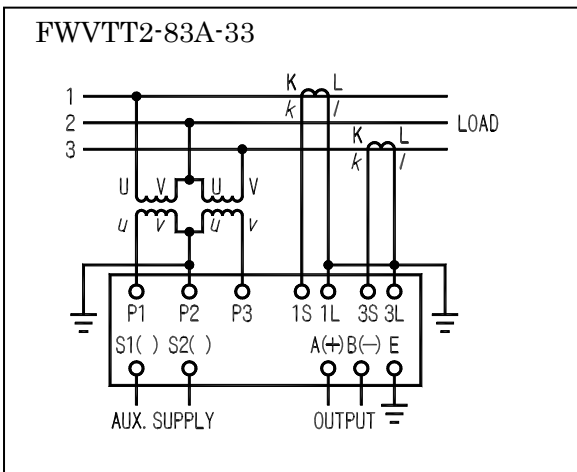 FWVTT2-83A-33
K L
1
k l
2 LOAD
K L
3
k l
U V U V
u v u v
P1 P2 P3 1S 1L 3S 3L
S1( ) S2( ) A(+) B(−) E
AUX. SUPPLY OUTPUT